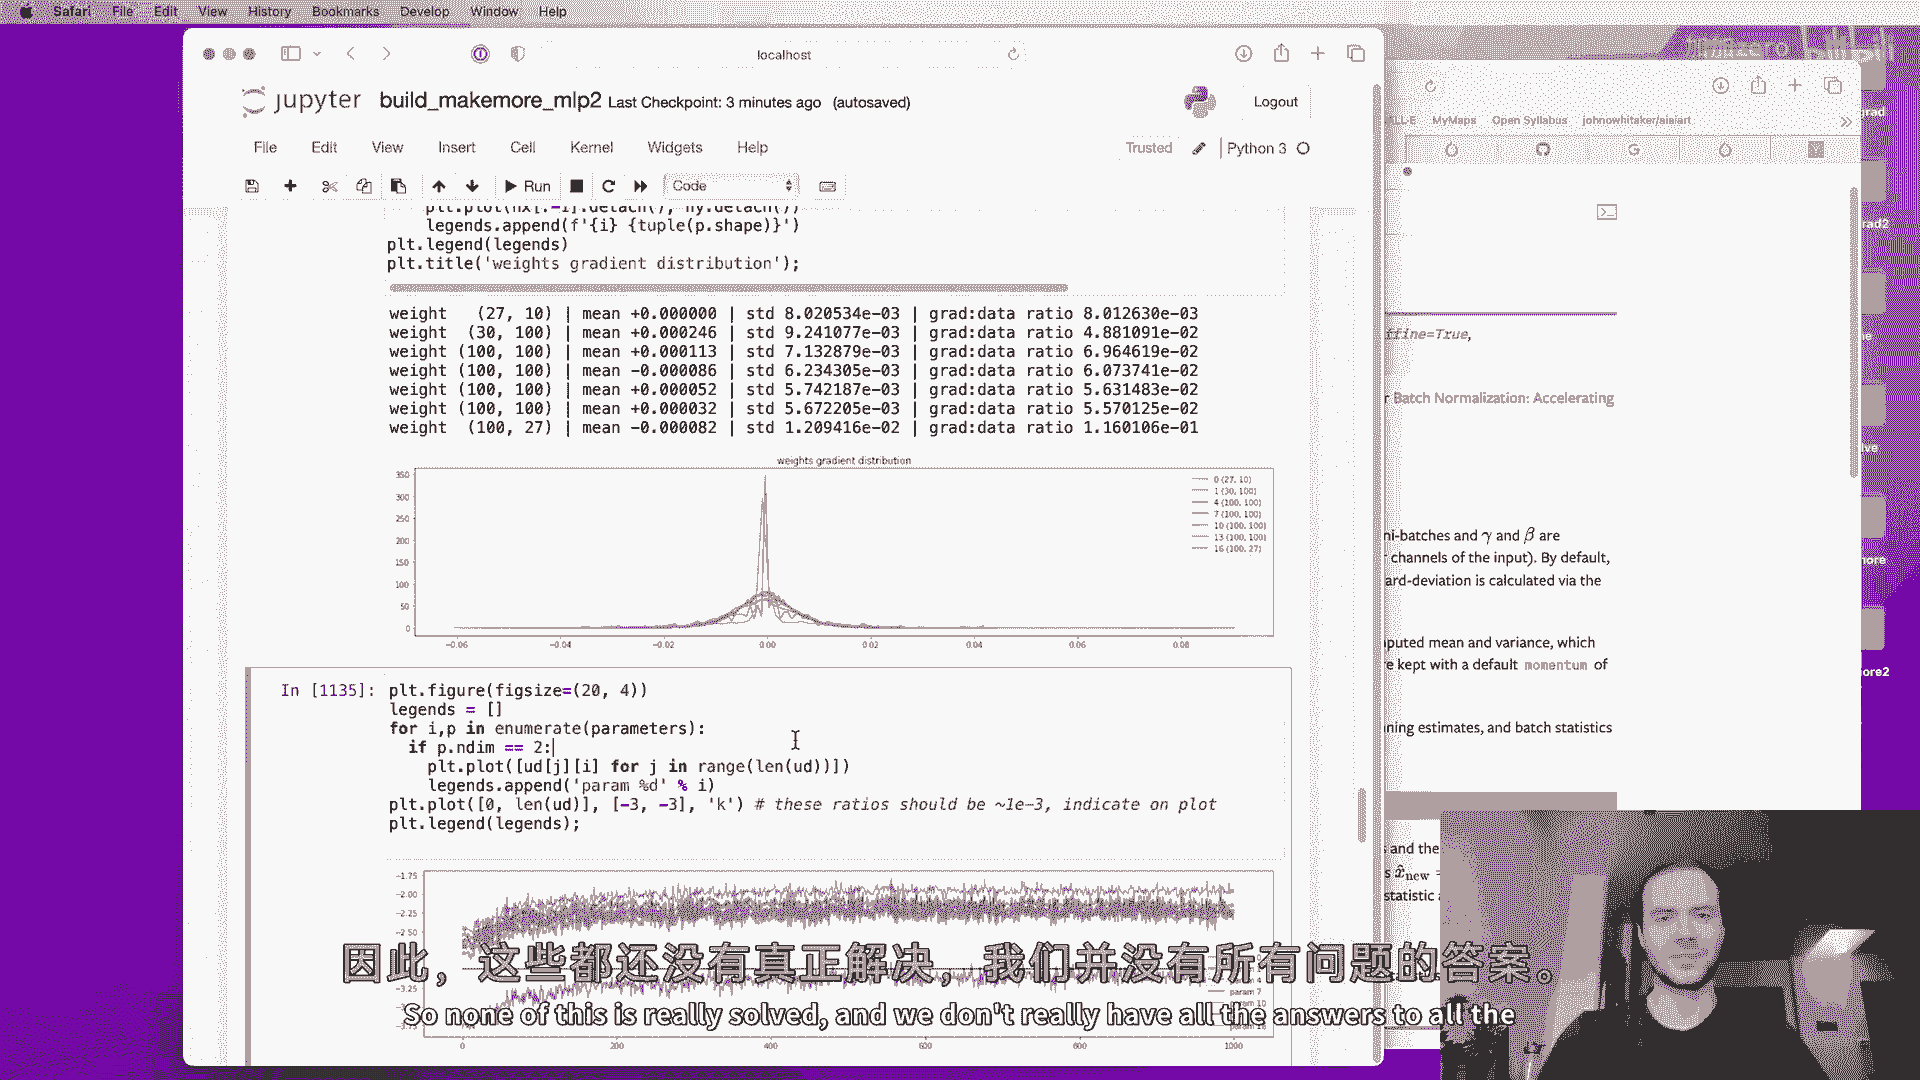 Safari File Edit View History Bookmarks Develop Window Help
localhost
jupyter build_makemore_mlp2 Last Checkpoint: 3 minutes ago (autosaved)
Logout
File Edit View Insert Cell Kernel Widgets Help
Trusted
Python 3
Run
Code
MyMaps Open Syllabus johnowhitaker/aiaiart
legends.append(f'{i} {tuple(p.shape)}')
plt.legend(legends)
plt.title('weights gradient distribution');
weight (27, 10) | mean +0.000000 | std 8.020534e-03 | grad:data ratio 8.012630e-03
weight (30, 100) | mean +0.000246 | std 9.241077e-03 | grad:data ratio 4.881091e-02
weight (100, 100) | mean +0.000113 | std 7.132879e-03 | grad:data ratio 6.964619e-02
weight (100, 100) | mean -0.000086 | std 6.234305e-03 | grad:data ratio 6.073741e-02
weight (100, 100) | mean +0.000052 | std 5.742187e-03 | grad:data ratio 5.631483e-02
weight (100, 100) | mean +0.000032 | std 5.672205e-03 | grad:data ratio 5.570125e-02
weight (100, 27) | mean -0.000082 | std 1.209416e-02 | grad:data ratio 1.160106e-01
weights gradient distribution
350
300
250
200
150
100
50
0
-0.06 -0.04 -0.02 0.00 0.02 0.04 0.06 0.08
0 (27, 10)
1 (30, 100)
4 (100, 100)
7 (100, 100)
10 (100, 100)
13 (100, 100)
16 (100, 27)
In [1135]:
plt.figure(figsize=(20, 4))
legends = []
for i,p in enumerate(parameters):
if p.ndim == 2:
plt.plot([ud[j][i] for j in range(len(ud))])
legends.append('param %d' % i)
plt.plot([0, len(ud)], [-3, -3], 'k') # these ratios should be ~1e-3, indicate on plot
plt.legend(legends);
-1.75
-2.00
-2.25
-2.50
-3.25
0 200 400 600 800 1000
param 7
param 10
ffine=True,
Batch Normalization: Accelerating
ni-batches and γ and β are
channels of the input). By default,
ard-deviation is calculated via the
puted mean and variance, which
e kept with a default momentum of
ning estimates, and batch statistics
s and the
statistic
因此，这些都还没有真正解决，我们并没有所有问题的答案。
So none of this is really solved, and we don't really have all the answers to all the